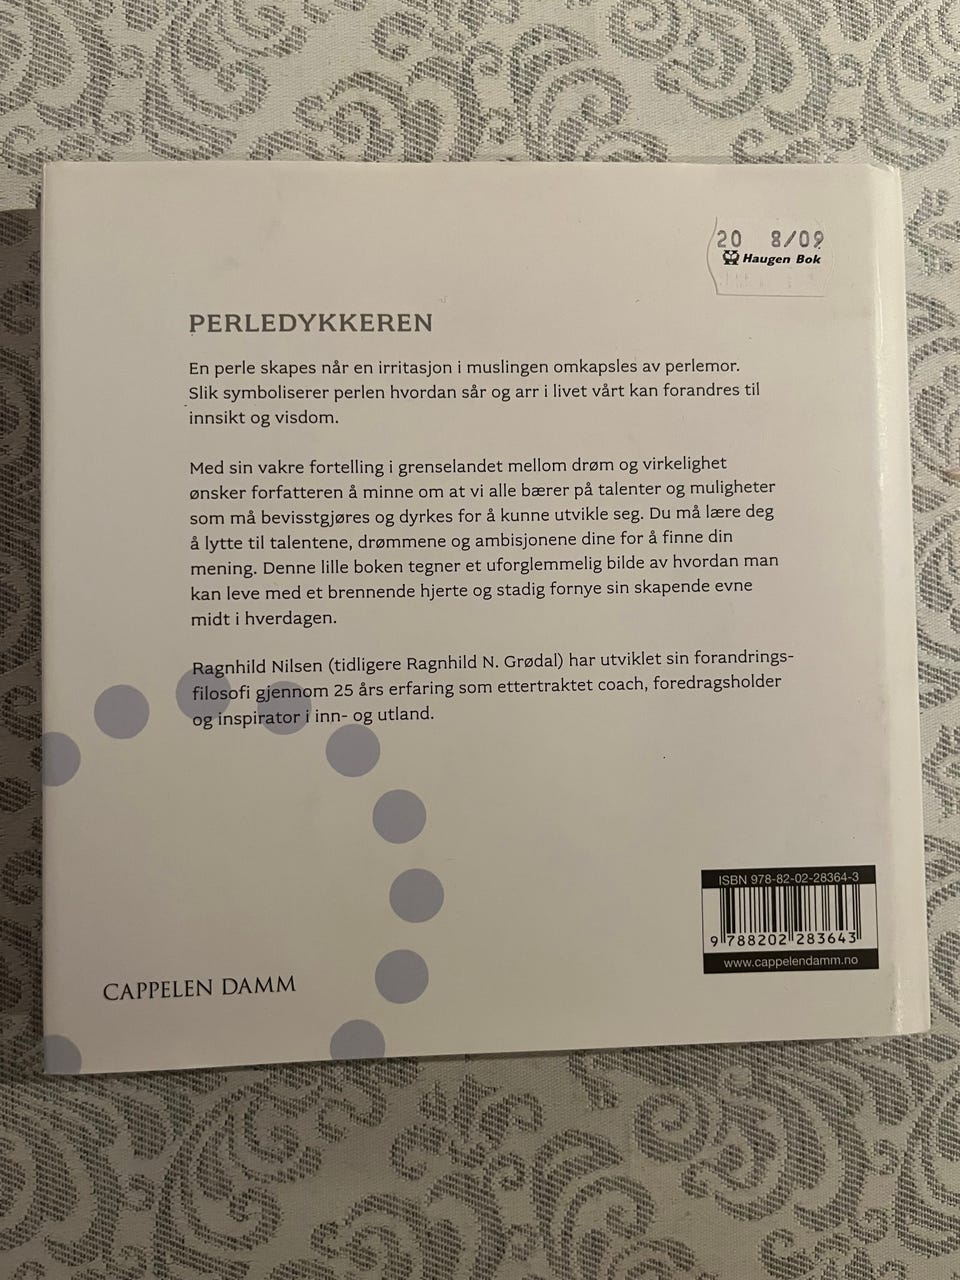 20 8/09
Haugen Bok
PERLEDYKKEREN
En perle skapes når en irritasjon i muslingen omkapsles av perlemor.
Slik symboliserer perlen hvordan sår og arr i livet vårt kan forandres til
innsikt og visdom.
Med sin vakre fortelling i grenselandet mellom drøm og virkelighet
ønsker forfatteren å minne om at vi alle bærer på talenter og muligheter
som må bevisstgjøres og dyrkes for å kunne utvikle seg. Du må lære deg
å lytte til talentene, drømmene og ambisjonene dine for å finne din
mening. Denne lille boken tegner et uforglemmelig bilde av hvordan man
kan leve med et brennende hjerte og stadig fornye sin skapende evne
midt i hverdagen.
Ragnhild Nilsen (tidligere Ragnhild N. Grødal) har utviklet sin forandrings-
filosofi gjennom 25 års erfaring som ettertraktet coach, foredragsholder
og inspirator i inn- og utland.
ISBN 978-82-02-28364-3
9 788202 283643
www.cappelendamm.no
CAPPELEN DAMM